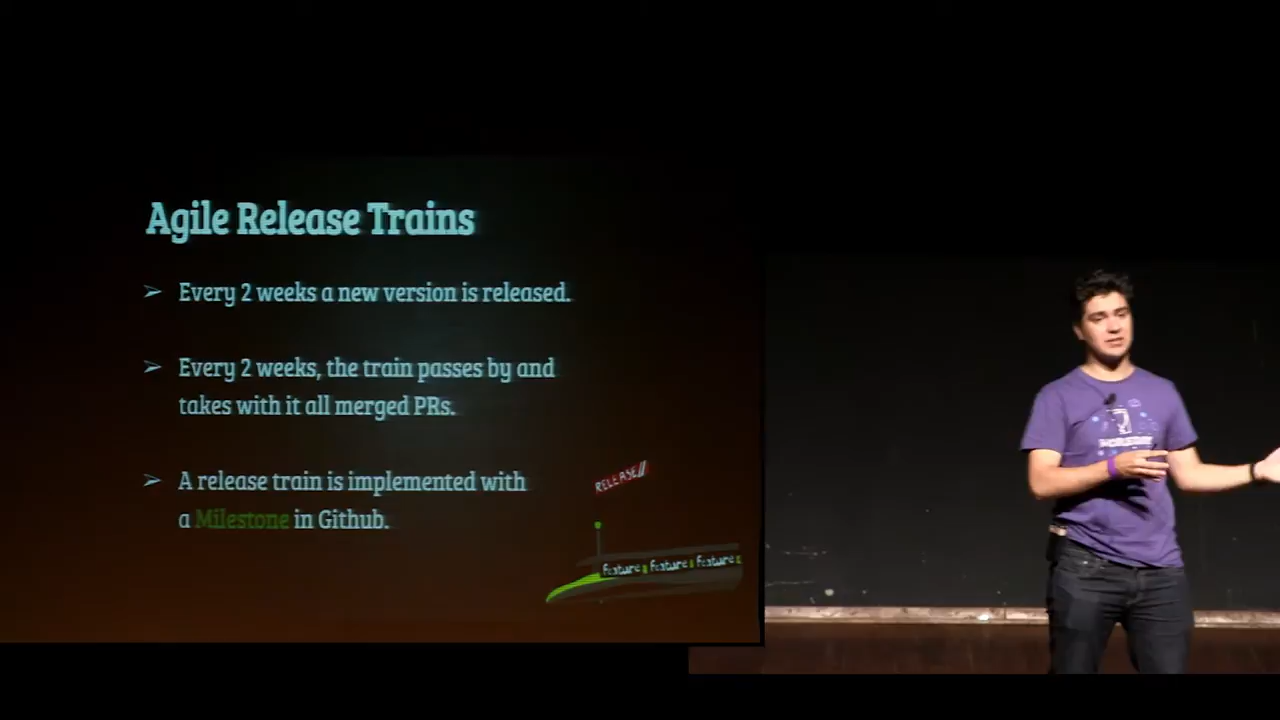 Agile Release Trains
➢ Every 2 weeks a new version is released.
➢ Every 2 weeks, the train passes by and
takes with it all merged PRs.
➢ A release train is implemented with
a Milestone in Github.
RELEASE//
feature feature feature